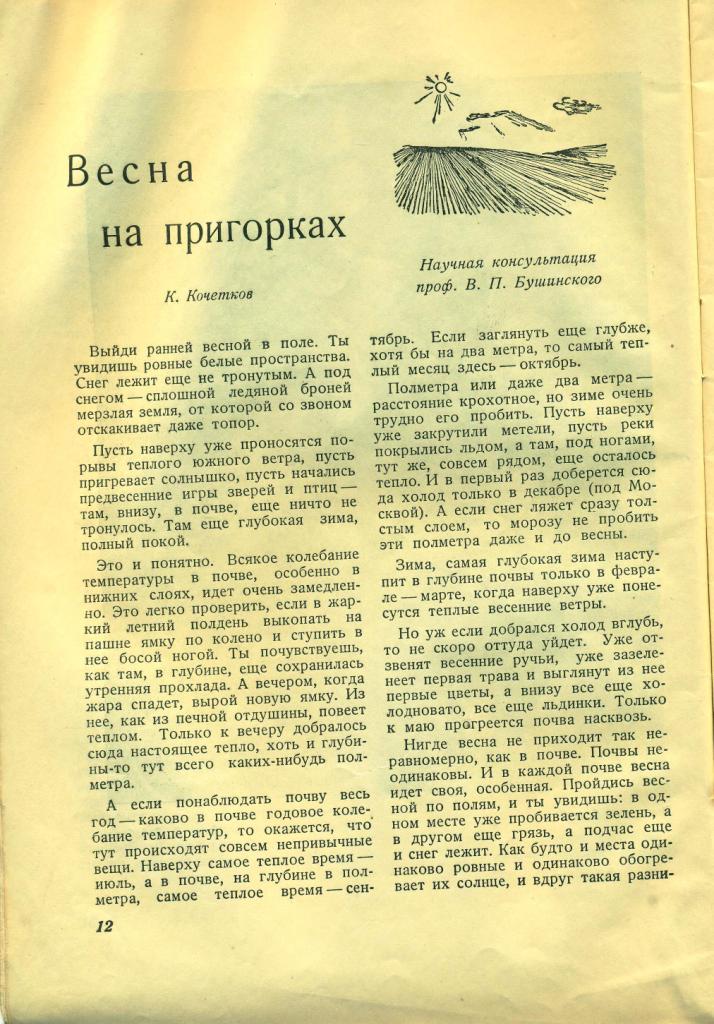 Весна
на пригорках
К. Кочетков
Научная консультация
проф. В. П. Бушинского
Выйди ранней весной в поле. Ты
увидишь ровные белые пространства.
Снег лежит еще не тронутым. А под
снегом — сплошной ледяной броней
мерзлая земля, от которой со звоном
отскакивает даже топор.
Пусть наверху уже проносятся по-
рывы теплого южного ветра, пусть
пригревает солнышко, пусть начались
предвесенние игры зверей и птиц —
там, внизу, в почве, еще ничто не
тронулось. Там еще глубокая зима,
полный покой.
Это и понятно. Всякое колебание
температуры в почве, особенно в
нижних слоях, идет очень замедлен-
но. Это легко проверить, если в жар-
кий летний полдень выкопать на
пашне ямку по колено и ступить в
нее босой ногой. Ты почувствуешь,
как там, в глубине, еще сохранилась
утренняя прохлада. А вечером, когда
жара спадет, вырой новую ямку. Из
нее, как из печной отдушины, повеет
теплом. Только к вечеру добралось
сюда настоящее тепло, хоть и глуби-
ны-то тут всего каких-нибудь пол-
метра.
А если понаблюдать почву весь
год — каково в почве годовое коле-
бание температур, то окажется, что
тут происходят совсем непривычные
вещи. Наверху самое теплое время —
июль, а в почве, на глубине в пол-
метра, самое теплое время — сен-
тябрь. Если заглянуть еще глубже,
хотя бы на два метра, то самый теп-
лый месяц здесь — октябрь.
Полметра или даже два метра —
расстояние крохотное, но зиме очень
трудно его пробить. Пусть наверху
уже закрутили метели, пусть реки
покрылись льдом, а там, под ногами,
тут же, совсем рядом, еще осталось
тепло. И в первый раз доберется сю-
да холод только в декабре (под Мо-
сквой). А если снег ляжет сразу тол-
стым слоем, то морозу не пробить
эти полметра даже и до весны.
Зима, самая глубокая зима насту-
пит в глубине почвы только в февра-
ле — марте, когда наверху уже поне-
сутся теплые весенние ветры.
Но уж если добрался холод вглубь,
то не скоро оттуда уйдет. Уже от-
звенят весенние ручьи, уже зазеле-
неет первая трава и выглянут из нее
первые цветы, а внизу все еще хо-
лодновато, все еще льдинки. Только
к маю прогреется почва насквозь.
Нигде весна не приходит так не-
равномерно, как в почве. Почвы не-
одинаковы. И в каждой почве весна
идет своя, особенная. Пройдись вес-
ной по полям, и ты увидишь: в од-
ном месте уже пробивается зелень, а
в другом еще грязь, а подчас еще
и снег лежит. Как будто и места оди-
наково ровные и одинаково обогре-
вает их солнце, и вдруг такая разни-
12